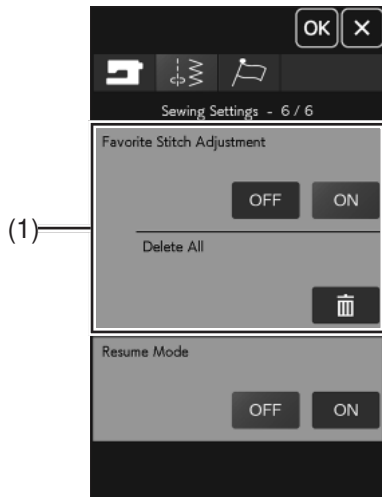 OK X
Sewing Settings - 6 / 6
Favorite Stitch Adjustment
OFF ON
(1)
Delete All
Resume Mode
OFF ON